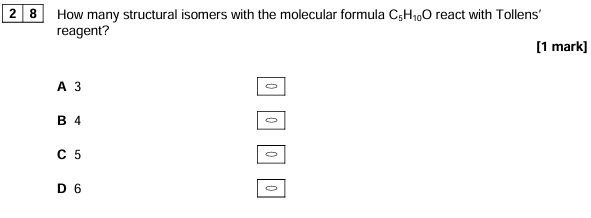 2 8 How many structural isomers with the molecular formula C₅H₁₀O react with Tollens’
reagent?
[1 mark]
A 3
B 4
C 5
D 6